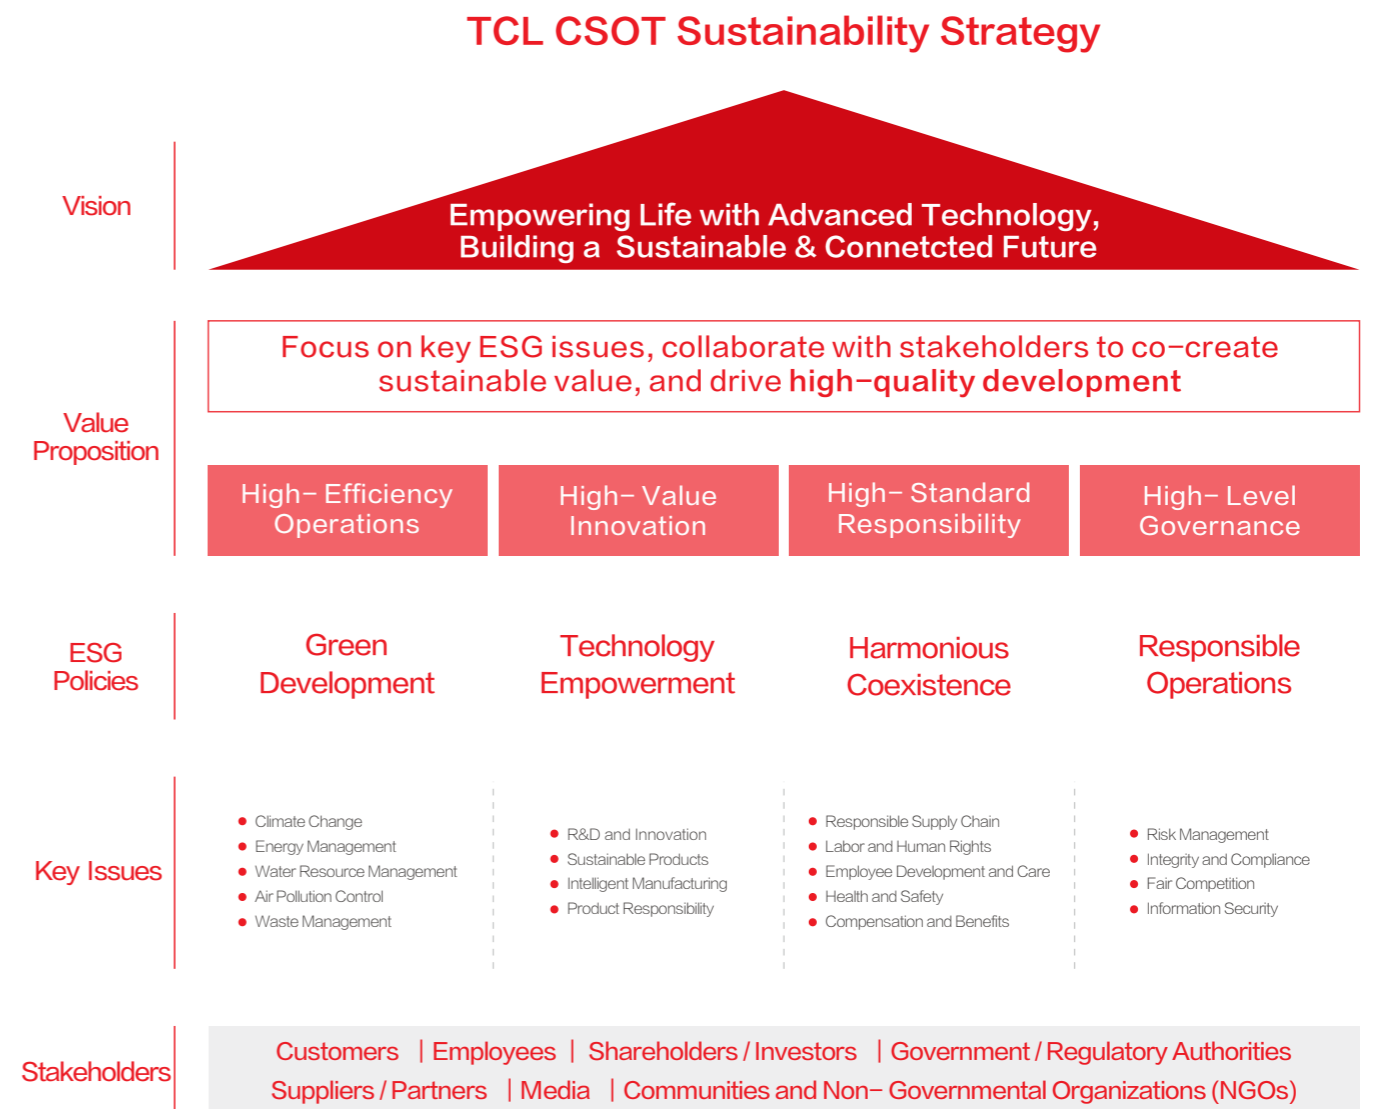 TCL CSOT Sustainability Strategy
Vision
Empowering Life with Advanced Technology,
Building a Sustainable & Connetcted Future
Value
Proposition
Focus on key ESG issues, collaborate with stakeholders to co-create
sustainable value, and drive high-quality development
High- Efficiency
Operations
High- Value
Innovation
High- Standard
Responsibility
High- Level
Governance
ESG
Policies
Green
Development
Technology
Empowerment
Harmonious
Coexistence
Responsible
Operations
Key Issues
Climate Change
Energy Management
Water Resource Management
Air Pollution Control
Waste Management
R&D and Innovation
Sustainable Products
Intelligent Manufacturing
Product Responsibility
Responsible Supply Chain
Labor and Human Rights
Employee Development and Care
Health and Safety
Compensation and Benefits
Risk Management
Integrity and Compliance
Fair Competition
Information Security
Stakeholders
Customers | Employees | Shareholders / Investors | Government / Regulatory Authorities
Suppliers / Partners | Media | Communities and Non- Governmental Organizations (NGOs)